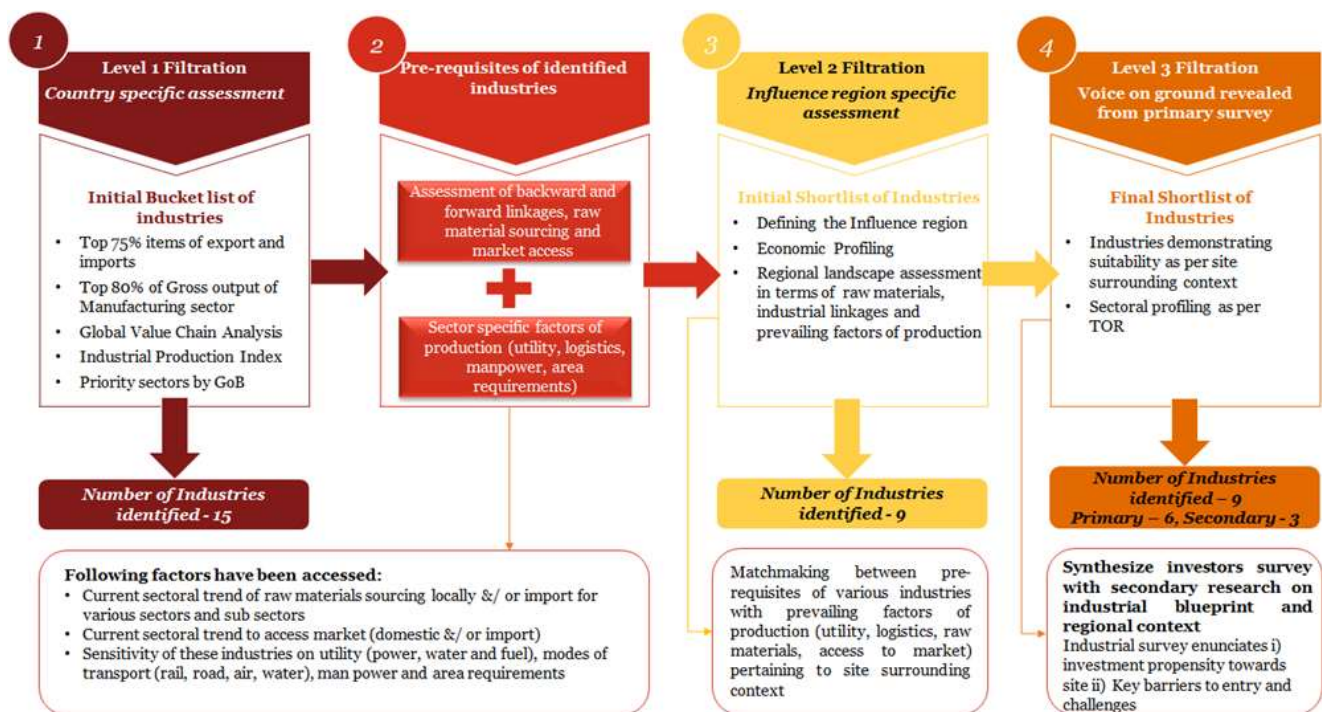 1
Level 1 Filtration
Country specific assessment
Initial Bucket list of
industries
• Top 75% items of export and
imports
• Top 80% of Gross output of
Manufacturing sector
• Global Value Chain Analysis
• Industrial Production Index
• Priority sectors by GoB
Number of Industries
identified - 15
2
Pre-requisites of identified
industries
Assessment of backward and
forward linkages, raw
material sourcing and
market access
Sector specific factors of
production (utility, logistics,
manpower, area
requirements)
Following factors have been accessed:
• Current sectoral trend of raw materials sourcing locally &/ or import for
various sectors and sub sectors
• Current sectoral trend to access market (domestic &/ or import)
• Sensitivity of these industries on utility (power, water and fuel), modes of
transport (rail, road, air, water), man power and area requirements
3
Level 2 Filtration
Influence region specific
assessment
Initial Shortlist of Industries
• Defining the Influence region
• Economic Profiling
• Regional landscape assessment
in terms of raw materials,
industrial linkages and
prevailing factors of production
Number of Industries
identified - 9
Matchmaking between pre-
requisites of various industries
with prevailing factors of
production (utility, logistics, raw
materials, access to market)
pertaining to site surrounding
context
4
Level 3 Filtration
Voice on ground revealed
from primary survey
Final Shortlist of
Industries
• Industries demonstrating
suitability as per site
surrounding context
• Sectoral profiling as per
TOR
Number of Industries
identified – 9
Primary – 6, Secondary - 3
Synthesize investors survey
with secondary research on
industrial blueprint and
regional context
Industrial survey enunciates i)
investment propensity towards
site ii) Key barriers to entry and
challenges